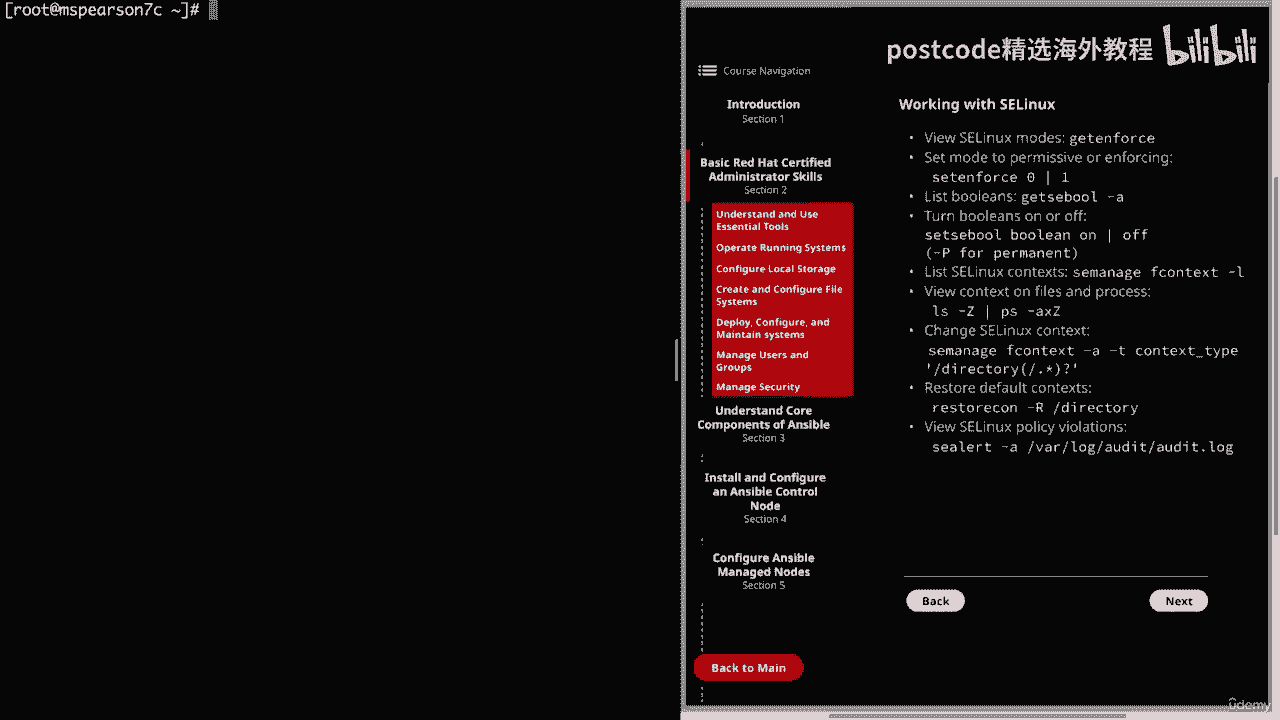 [root@mspearson7c ~]#
postcode精选海外教程 bilibili
Course Navigation
Introduction
Section 1
Basic Red Hat Certified
Administrator Skills
Section 2
Understand and Use
Essential Tools
Operate Running Systems
Configure Local Storage
Create and Configure File
Systems
Deploy, Configure, and
Maintain systems
Manage Users and
Groups
Manage Security
Understand Core
Components of Ansible
Section 3
Install and Configure
an Ansible Control
Node
Section 4
Configure Ansible
Managed Nodes
Section 5
Back to Main
Working with SELinux
• View SELinux modes: getenforce
• Set mode to permissive or enforcing:
setenforce 0 | 1
• List booleans: getsebool -a
• Turn booleans on or off:
setsebool boolean on | off
(-P for permanent)
• List SELinux contexts: semanage fcontext -l
• View context on files and process:
ls -Z | ps -axZ
• Change SELinux context:
semanage fcontext -a -t context_type
'/directory(/.*)?'
• Restore default contexts:
restorecon -R /directory
• View SELinux policy violations:
sealert -a /var/log/audit/audit.log
Back
Next
ûdemy